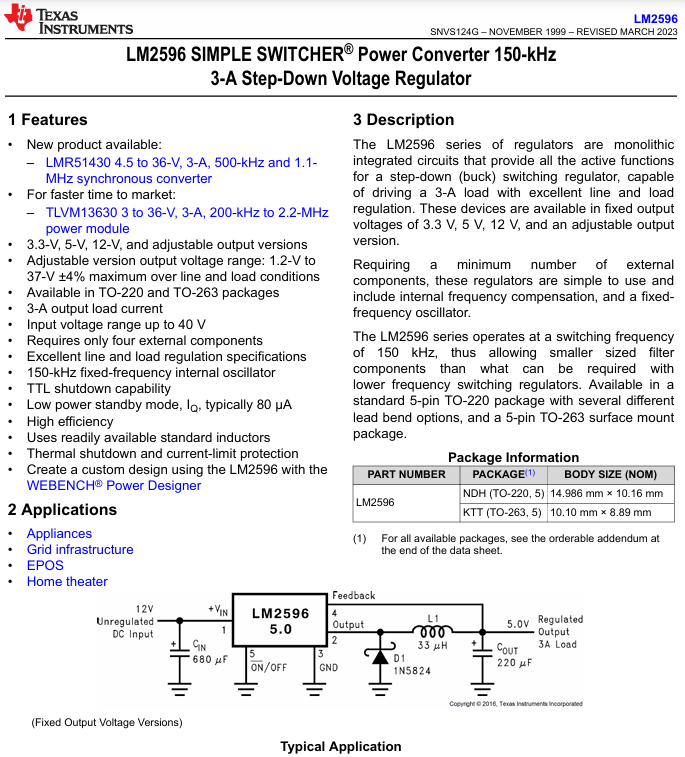 TEXAS
INSTRUMENTS
LM2596
SNVS124G – NOVEMBER 1999 – REVISED MARCH 2023
LM2596 SIMPLE SWITCHER® Power Converter 150-kHz
3-A Step-Down Voltage Regulator
1 Features
• New product available:
– LMR51430 4.5 to 36-V, 3-A, 500-kHz and 1.1-
MHz synchronous converter
• For faster time to market:
– TLVM13630 3 to 36-V, 3-A, 200-kHz to 2.2-MHz
power module
• 3.3-V, 5-V, 12-V, and adjustable output versions
• Adjustable version output voltage range: 1.2-V to
37-V ±4% maximum over line and load conditions
• Available in TO-220 and TO-263 packages
• 3-A output load current
• Input voltage range up to 40 V
• Requires only four external components
• Excellent line and load regulation specifications
• 150-kHz fixed-frequency internal oscillator
• TTL shutdown capability
• Low power standby mode, IQ, typically 80 μA
• High efficiency
• Uses readily available standard inductors
• Thermal shutdown and current-limit protection
• Create a custom design using the LM2596 with the
WEBENCH® Power Designer
2 Applications
• Appliances
• Grid infrastructure
• EPOS
• Home theater
3 Description
The LM2596 series of regulators are monolithic
integrated circuits that provide all the active functions
for a step-down (buck) switching regulator, capable
of driving a 3-A load with excellent line and load
regulation. These devices are available in fixed output
voltages of 3.3 V, 5 V, 12 V, and an adjustable output
version.
Requiring a minimum number of external
components, these regulators are simple to use and
include internal frequency compensation, and a fixed-
frequency oscillator.
The LM2596 series operates at a switching frequency
of 150 kHz, thus allowing smaller sized filter
components than what can be required with
lower frequency switching regulators. Available in a
standard 5-pin TO-220 package with several different
lead bend options, and a 5-pin TO-263 surface mount
package.
Package Information
PART NUMBER PACKAGE(1) BODY SIZE (NOM)
LM2596
NDH (TO-220, 5) 14.986 mm × 10.16 mm
KTT (TO-263, 5) 10.10 mm × 8.89 mm
(1) For all available packages, see the orderable addendum at
the end of the data sheet.
12V
Unregulated
DC Input
+VIN
1
CIN
680 μF
+
LM2596
5.0
5
ON/OFF
3
GND
Feedback
4
Output
2
D1
1N5824
L1
33 μH
5.0V
+
COUT
220 μF
Regulated
Output
3A Load
Copyright © 2016, Texas Instruments Incorporated
(Fixed Output Voltage Versions)
Typical Application